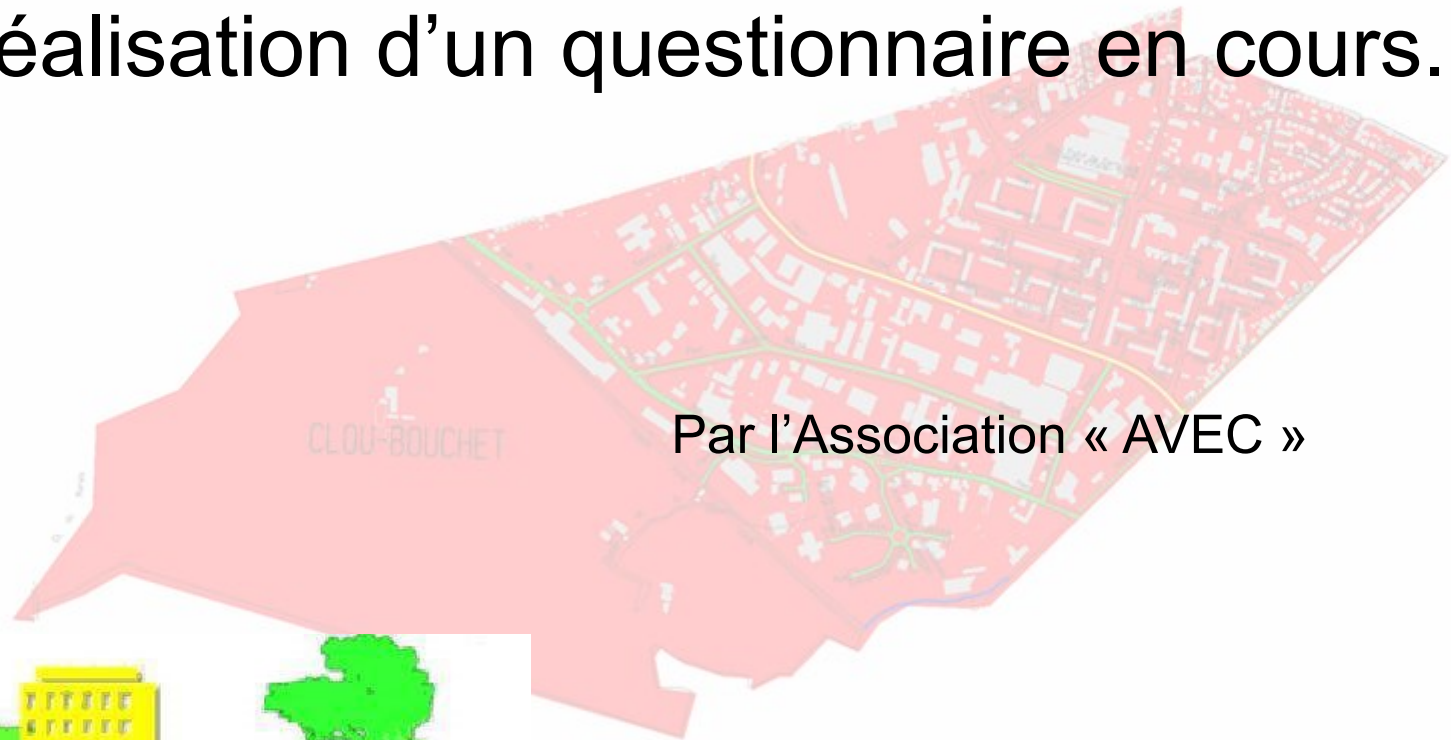 éalisation d’un questionnaire en cours.
Par l’Association « AVEC »
CLOU-BOUCHET